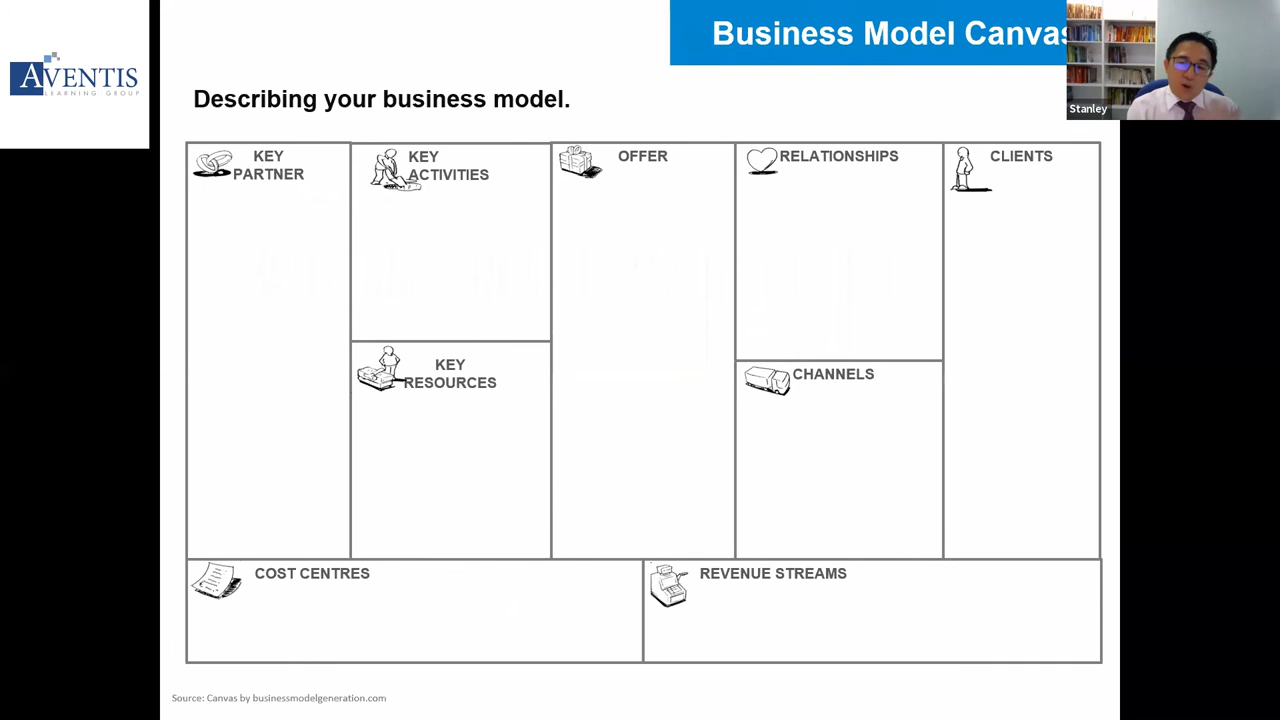 AVENTIS
LEARNING GROUP
Business Model Canvas
Stanley
Describing your business model.
KEY
PARTNER
KEY
ACTIVITIES
OFFER
RELATIONSHIPS
CLIENTS
KEY
RESOURCES
CHANNELS
COST CENTRES
REVENUE STREAMS
Source: Canvas by businessmodelgeneration.com